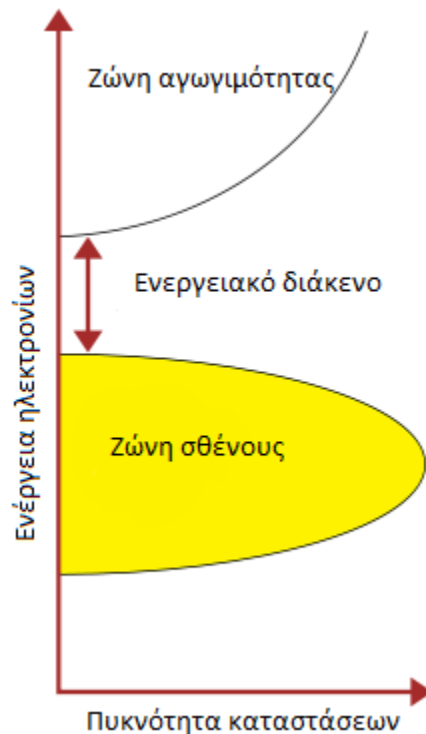 Ζώνη αγωγιμότητας
Ενεργειακό διάκενο
Ζώνη σθένους
Ενέργεια ηλεκτρονίων
Πυκνότητα καταστάσεων